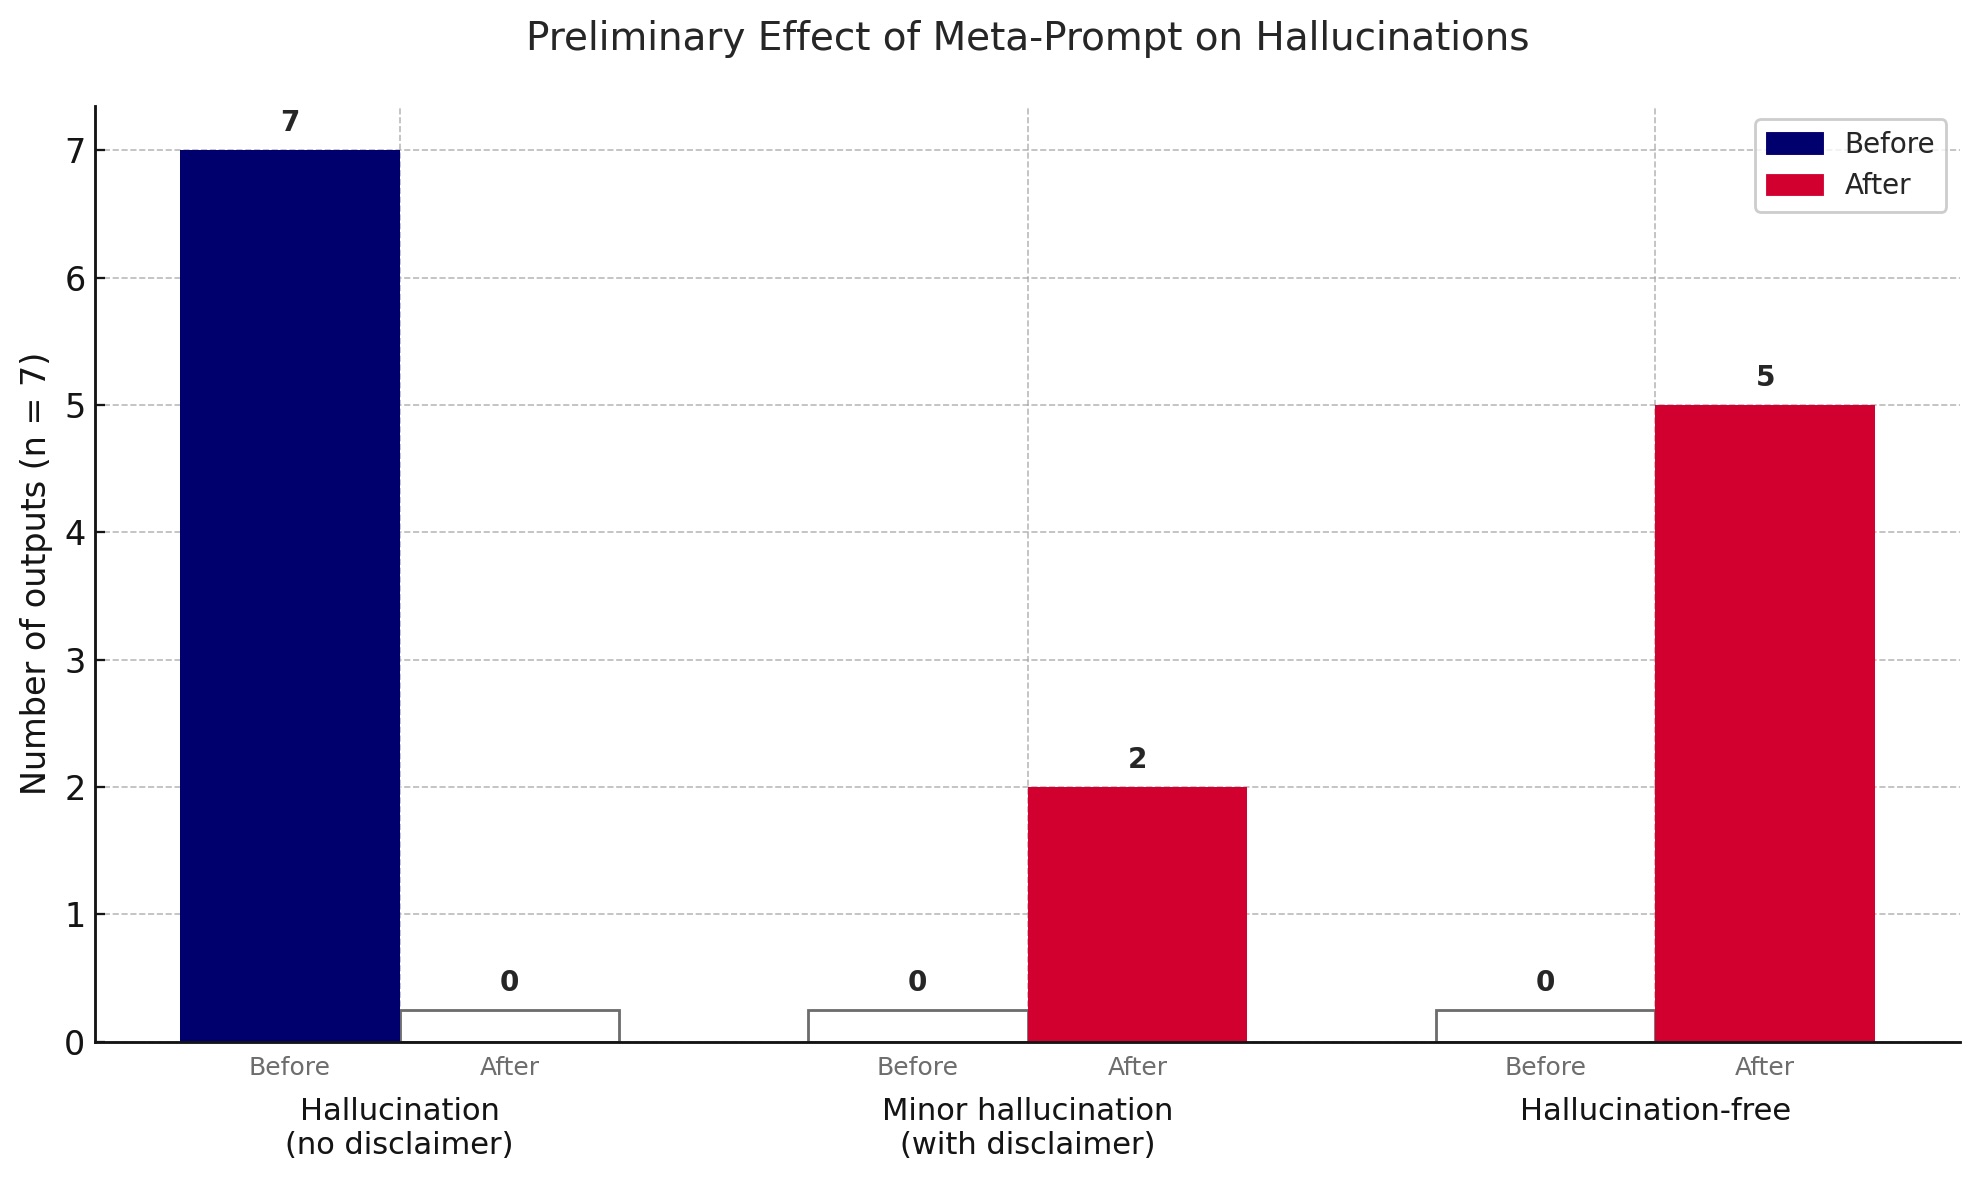 Preliminary Effect of Meta-Prompt on Hallucinations
7
Before
After
7
6
5
4
3
2
1
0
Number of outputs (n = 7)
0
0
2
0
5
Before
After
Before
After
Before
After
Hallucination
(no disclaimer)
Minor hallucination
(with disclaimer)
Hallucination-free